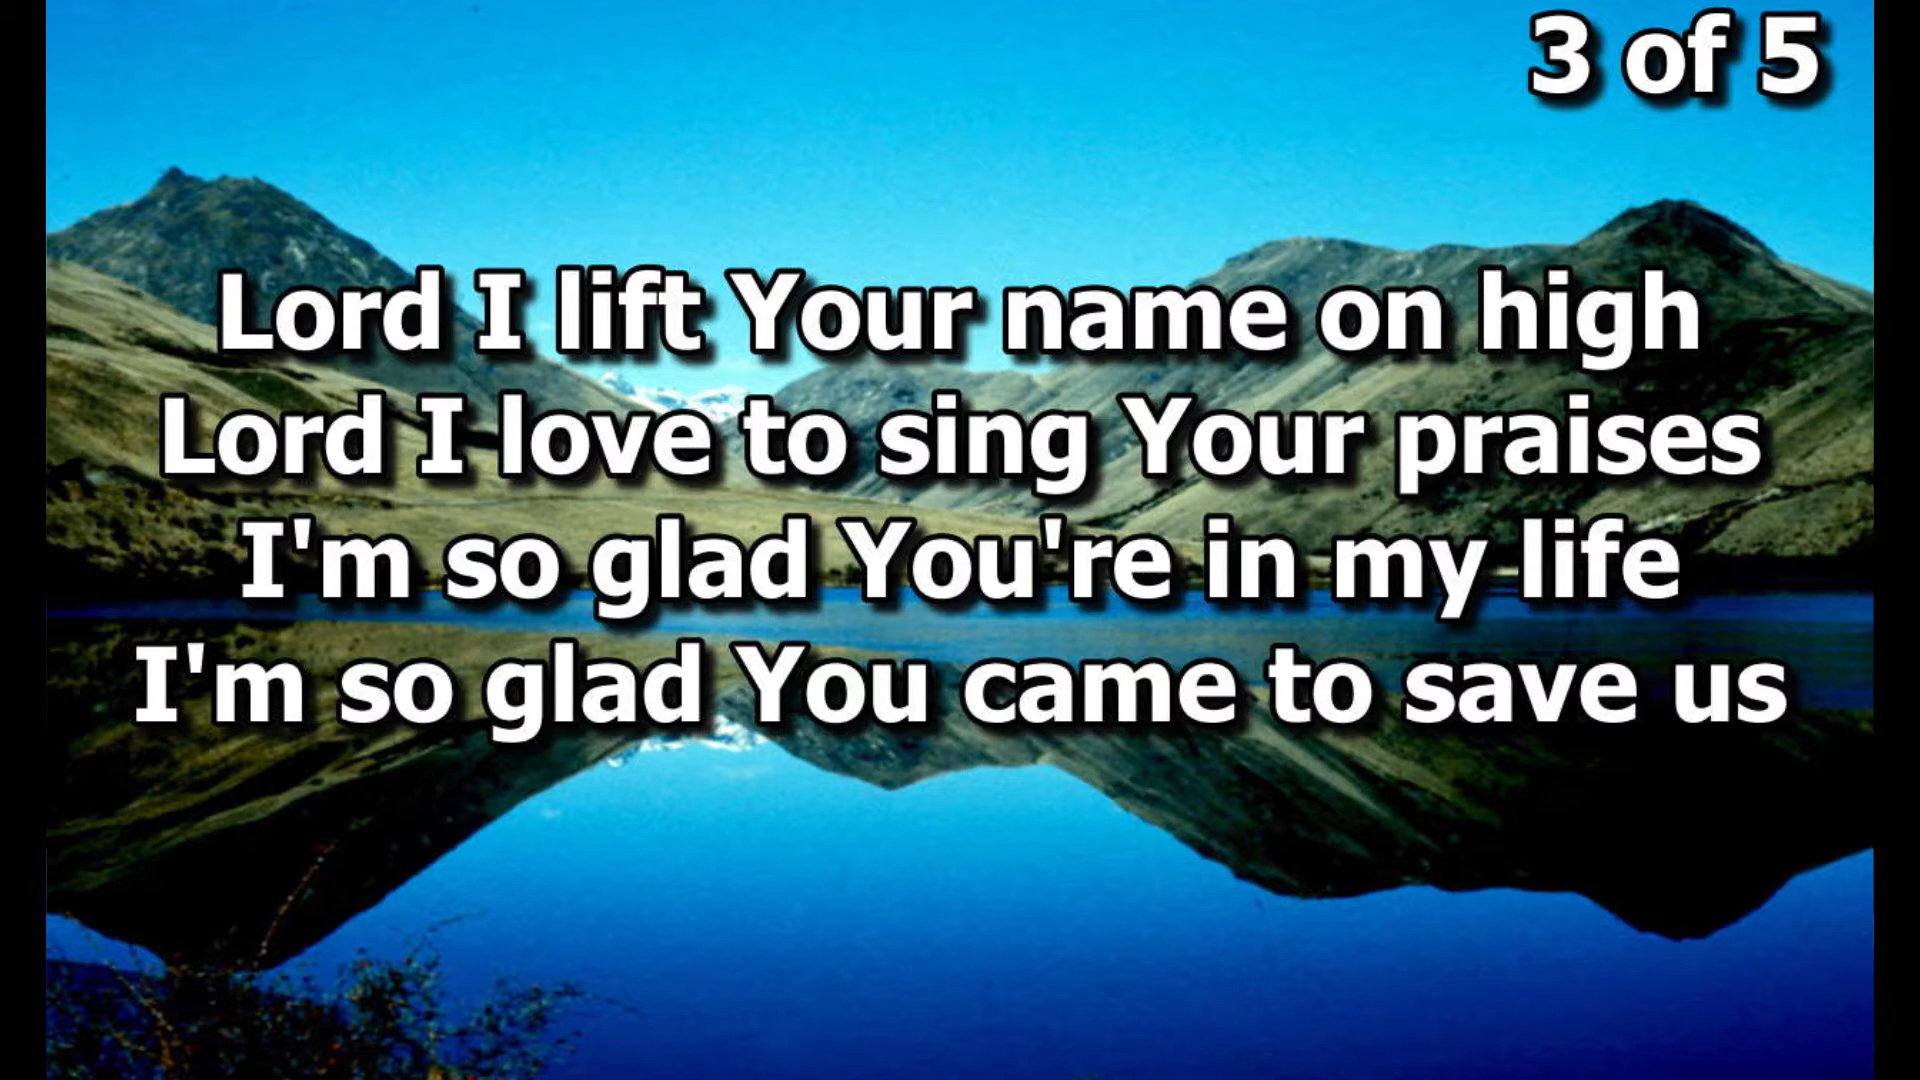 3 of 5
Lord I lift Your name on high
Lord I love to sing Your praises
I'm so glad You're in my life
I'm so glad You came to save us